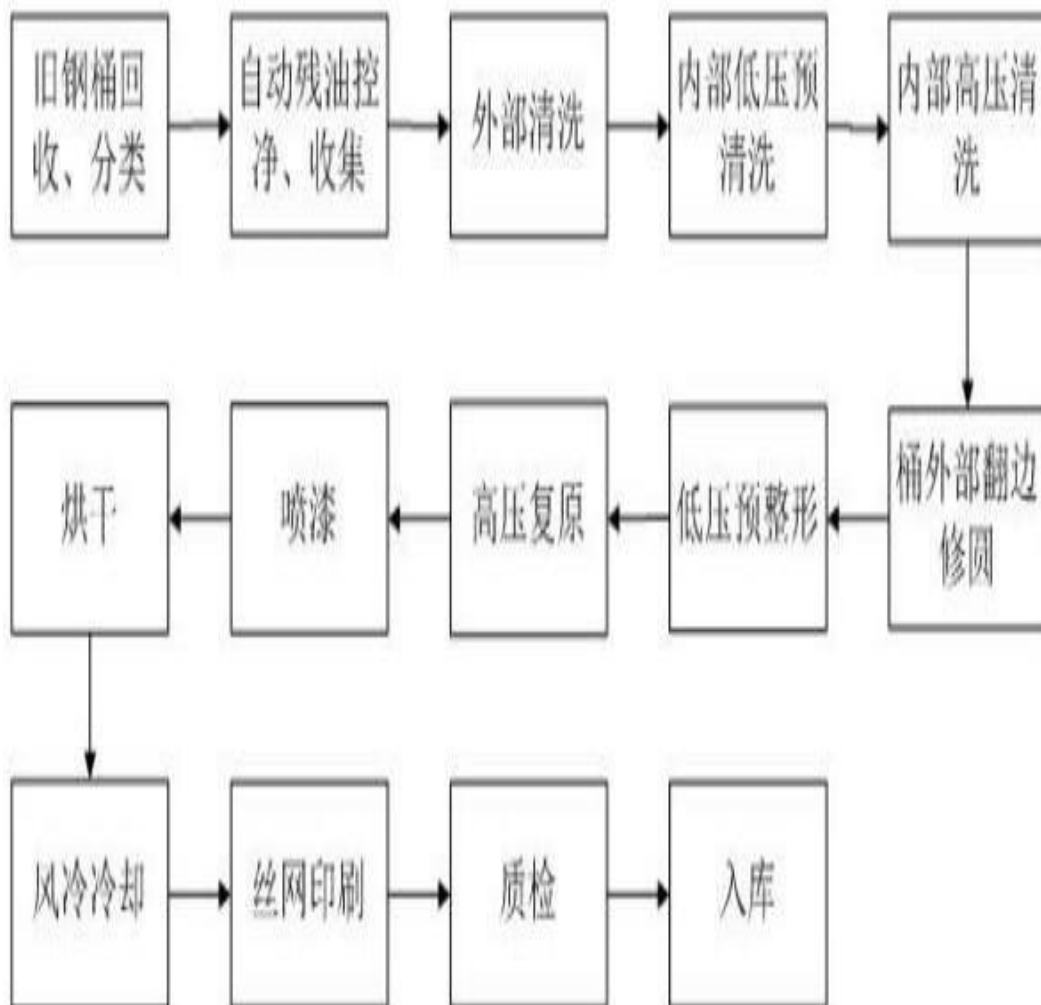 旧钢桶回
收、分类
自动残油控
净、收集
外部清洗
内部低压预
清洗
内部高压清
洗
桶外部翻边
修圆
低压预整形
高压复原
喷漆
烘干
风冷冷却
丝网印刷
质检
入库